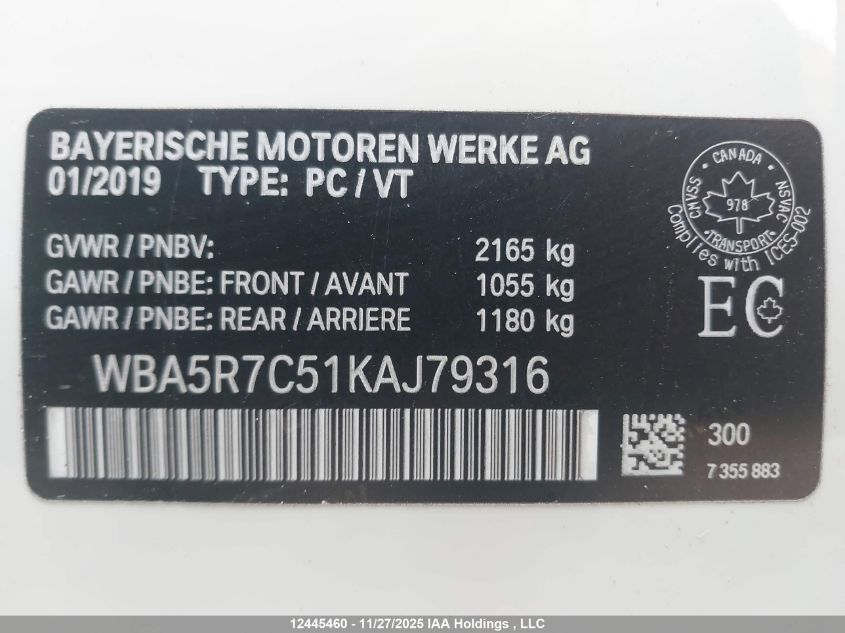 BAYERISCHE MOTOREN WERKE AG
01/2019 TYPE: PC / VT
GVWR / PNBV: 2165 kg
GAWR / PNBE: FRONT / AVANT 1055 kg
GAWR / PNBE: REAR / ARRIERE 1180 kg
CANADA
CMVSS
NSVAC
978
TRANSPORT
Complies with ICES-002
EC
WBA5R7C51KAJ79316
300
7 355 883
12445460 - 11/27/2025 IAA Holdings , LLC